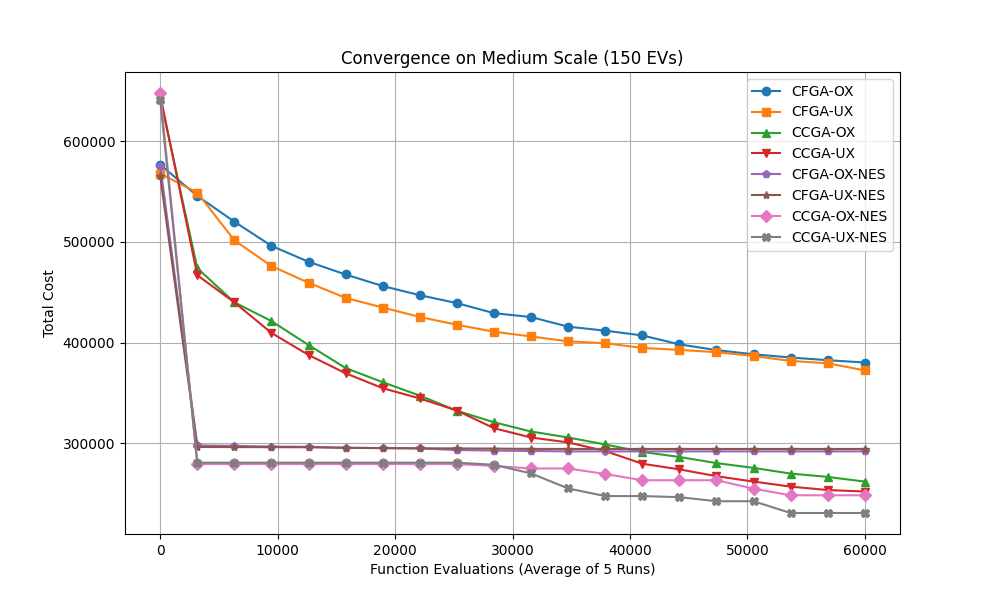 Convergence on Medium Scale (150 EVs)
CFGA-OX
CFGA-UX
CCGA-OX
CCGA-UX
CFGA-OX-NES
CFGA-UX-NES
CCGA-OX-NES
CCGA-UX-NES
Total Cost
600000
500000
400000
300000
0 10000 20000 30000 40000 50000 60000
Function Evaluations (Average of 5 Runs)